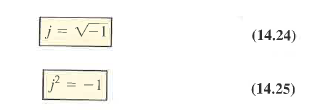 j = √−1 (14.24)
j² = −1 (14.25)